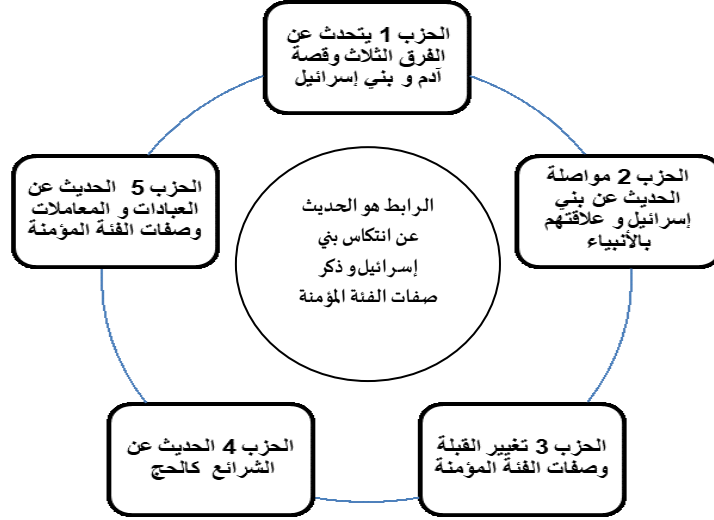 الحزب 1 يتحدث عن
الفرق الثلاث وقصة
آدم و بني إسرائيل
الحزب 2 مواصلة
الحديث عن بني
إسرائيل و علاقتهم
بالأنبياء
الحزب 3 تغيير القبلة
وصفات الفئة المؤمنة
الحزب 4 الحديث عن
الشرائع كالحج
الحزب 5 الحديث عن
العبادات و المعاملات
وصفات الفئة المؤمنة
الرابط هو الحديث
عن انتكاس بني
إسرائيل و ذكر
صفات الفئة المؤمنة